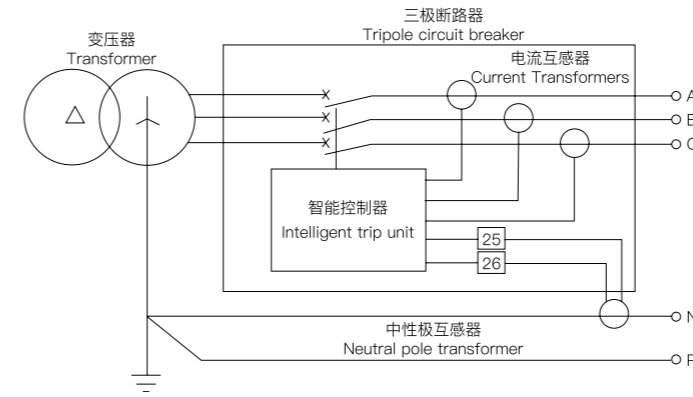 三极断路器
Tripole circuit breaker
变压器
Transformer
电流互感器
Current Transformers
A
智能控制器
Intelligent trip unit
25
26
N
中性极互感器
Neutral pole transformer